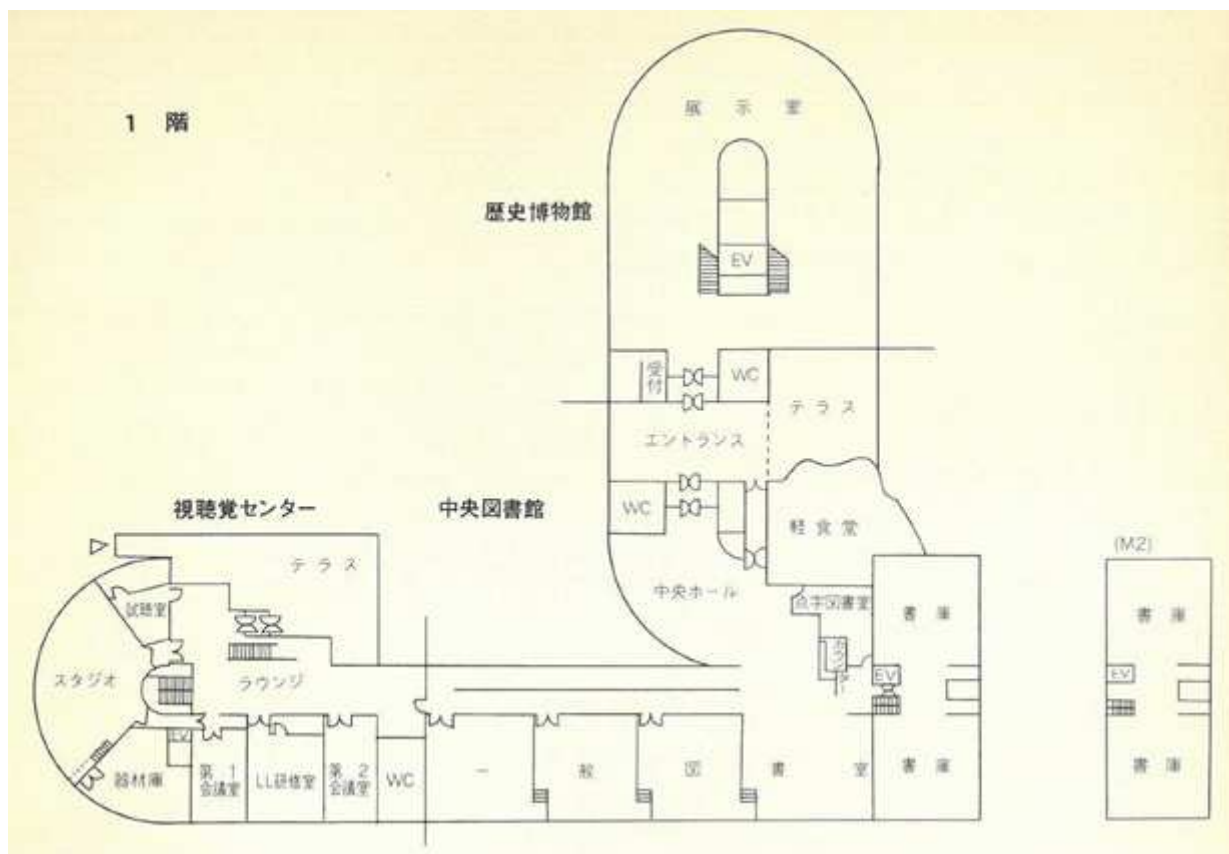 1 階
展示室
歴史博物館
EV
受付
WC
テラス
エントランス
視聴覚センター
中央図書館
WC
軽食堂
(M2)
テラス
中央ホール
試聴室
点字図書室
書庫
書庫
カウンター
スタジオ
ラウンジ
EV
EV
EV
器材庫
第1会議室
LL研修室
第2会議室
WC
一般図書室
書庫
書庫